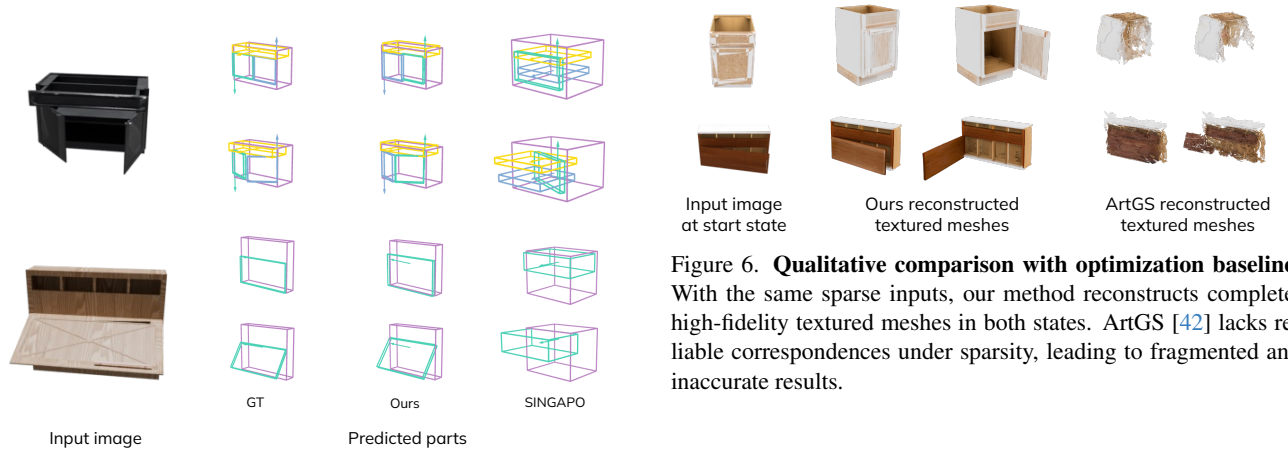 GT
Ours
SINGAPO
Input image
Predicted parts
Input image
at start state
Ours reconstructed
textured meshes
ArtGS reconstructed
textured meshes
Figure 6. Qualitative comparison with optimization baseline
With the same sparse inputs, our method reconstructs complete
high-fidelity textured meshes in both states. ArtGS [42] lacks re
liable correspondences under sparsity, leading to fragmented an
inaccurate results.